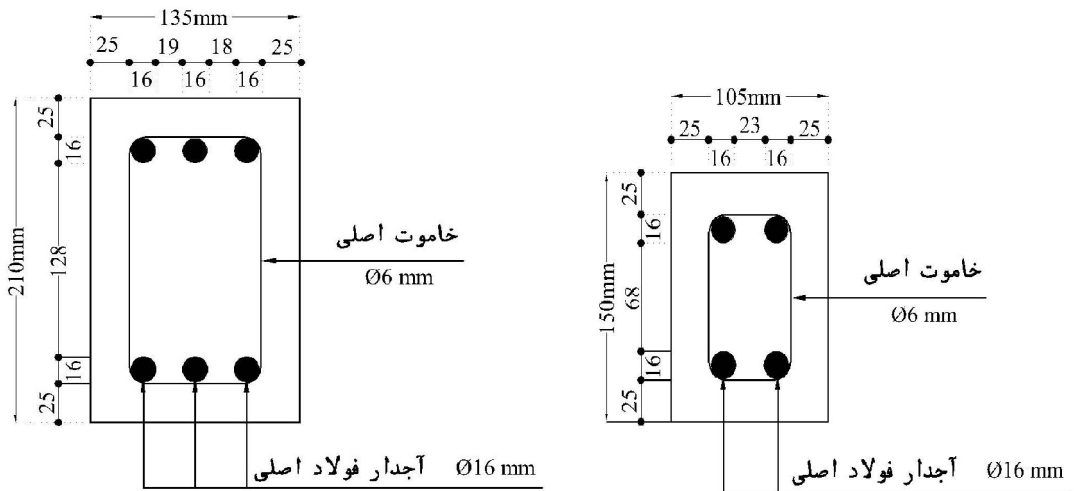 135mm
25 19 18 25
16 16 16
210mm
25
16
128
16
25
خاموت اصلی
Ø6 mm
آجدار فولاد اصلی Ø16 mm
105mm
25 23 25
16 16
150mm
25
16
68
16
25
خاموت اصلی
Ø6 mm
آجدار فولاد اصلی Ø16 mm